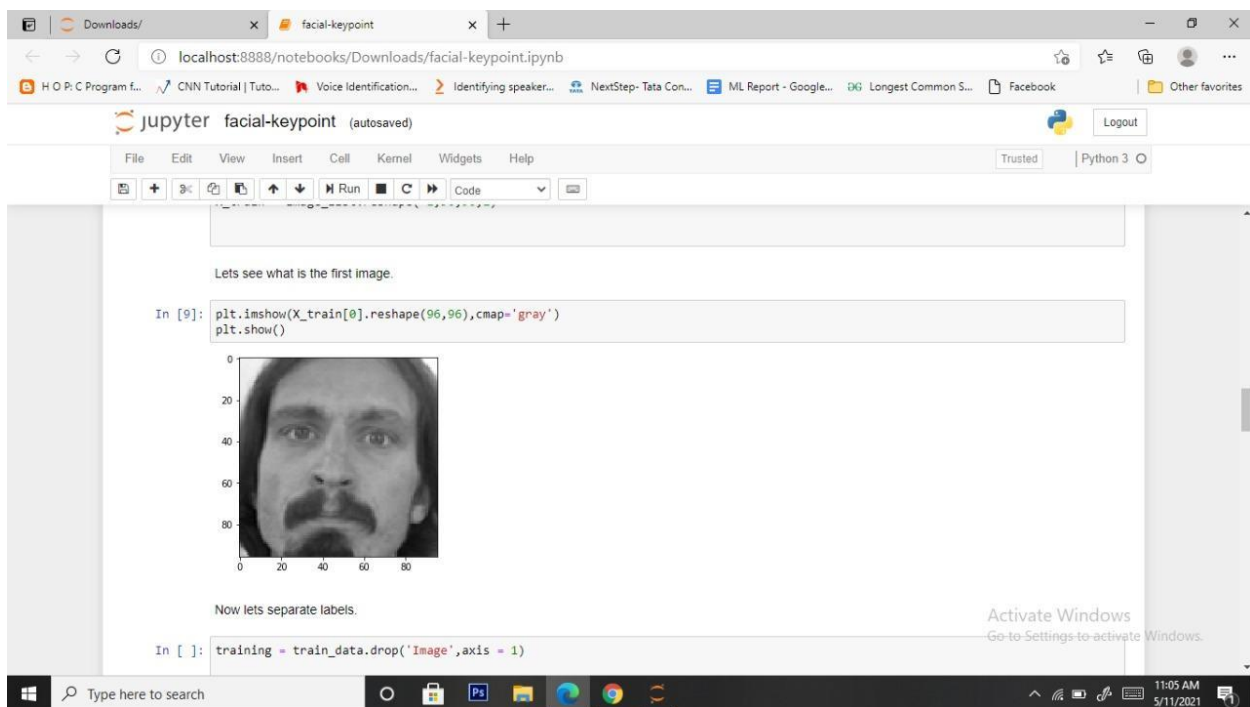 Downloads/
facial-keypoint
localhost:8888/notebooks/Downloads/facial-keypoint.ipynb
H O P: C Program f... CNN Tutorial | Tuto... Voice Identification... Identifying speaker... NextStep- Tata Con... ML Report - Google... Longest Common S... Facebook Other favorites
jupyter facial-keypoint (autosaved) Logout
File Edit View Insert Cell Kernel Widgets Help Trusted Python 3
Run Code
Lets see what is the first image.
In [9]: plt.imshow(X_train[0].reshape(96,96),cmap='gray')
plt.show()
0
20
40
60
80
0 20 40 60 80
Now lets separate labels.
Activate Windows
Go to Settings to activate Windows.
In [ ]: training = train_data.drop('Image',axis = 1)
Type here to search
Ps
11:05 AM
5/11/2021